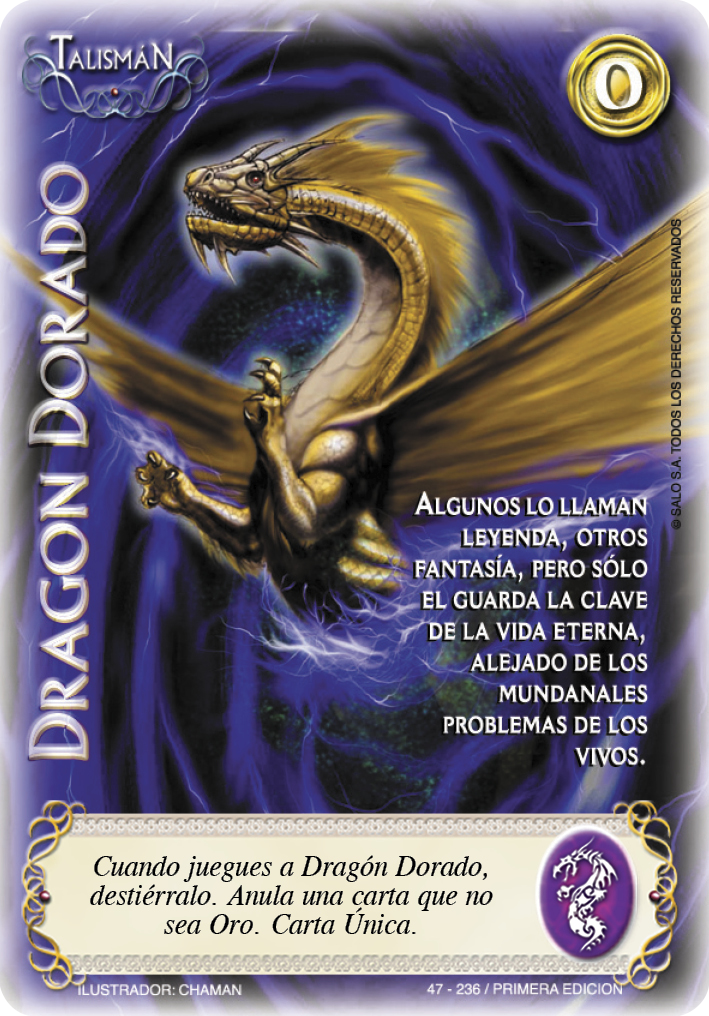 TALISMÁN
0
DRAGON DORADO
ALGUNOS LO LLAMAN
LEYENDA, OTROS
FANTASÍA, PERO SÓLO
EL GUARDA LA CLAVE
DE LA VIDA ETERNA,
ALEJADO DE LOS
MUNDANALES
PROBLEMAS DE LOS
VIVOS.
© SALO S.A. TODOS LOS DERECHOS RESERVADOS
Cuando juegues a Dragón Dorado,
destiérralo. Anula una carta que no
sea Oro. Carta Única.
ILUSTRADOR: CHAMAN
47 - 236 / PRIMERA EDICION